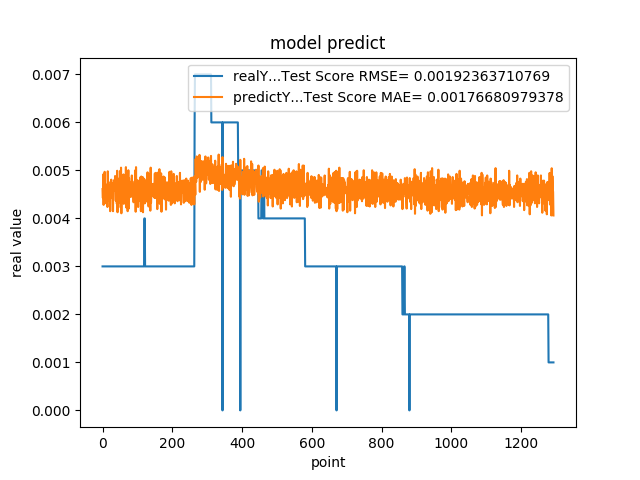 model predict
realY...Test Score RMSE= 0.00192363710769
predictY...Test Score MAE= 0.00176680979378
0.007
0.006
0.005
0.004
0.003
0.002
0.001
0.000
real value
0 200 400 600 800 1000 1200
point